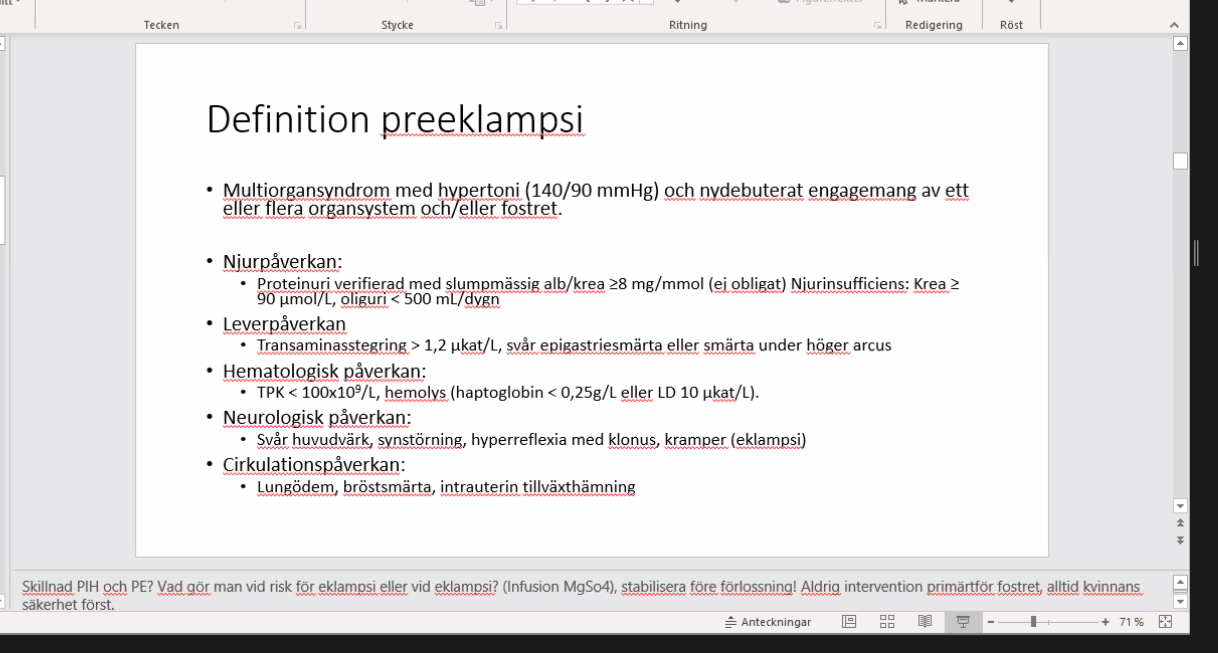 Tecken
Stycke
Ritning
Redigering
Röst
Definition preeklampsi
• Multiorgansyndrom med hypertoni (140/90 mmHg) och nydebuterat engagemang av ett
eller flera organsystem och/eller fostret.
• Njurpåverkan:
• Proteinuri verifierad med slumpmässig alb/krea ≥8 mg/mmol (ej obligat) Njurinsufficiens: Krea ≥
90 µmol/L, oliguri < 500 mL/dygn
• Leverpåverkan
• Transaminasstegring > 1,2 µkat/L, svår epigastriesmärta eller smärta under höger arcus
• Hematologisk påverkan:
• TPK < 100x10⁹/L, hemolys (haptoglobin < 0,25g/L eller LD 10 µkat/L).
• Neurologisk påverkan:
• Svår huvudvärk, synstörning, hyperreflexia med klonus, kramper (eklampsi)
• Cirkulationspåverkan:
• Lungödem, bröstsmärta, intrauterin tillväxthämning
Skillnad PIH och PE? Vad gör man vid risk för eklampsi eller vid eklampsi? (Infusion MgSo4), stabilisera före förlossning! Aldrig intervention primärtför fostret, alltid kvinnans
säkerhet först.
Anteckningar
71 %